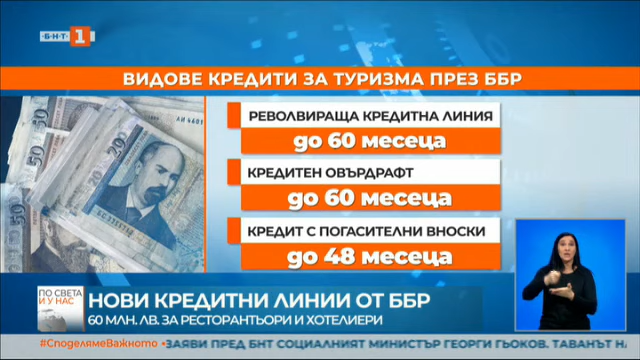 БНТ 1
ВИДОВЕ КРЕДИТИ ЗА ТУРИЗМА ПРЕЗ ББР
РЕВОЛВИРАЩА КРЕДИТНА ЛИНИЯ
до 60 месеца
КРЕДИТЕН ОВЪРДРАФТ
до 60 месеца
КРЕДИТ С ПОГАСИТЕЛНИ ВНОСКИ
до 48 месеца
50
20
ПО СВЕТА
И У НАС
НОВИ КРЕДИТНИ ЛИНИИ ОТ ББР
60 МЛН. ЛВ. ЗА РЕСТОРАНТЬОРИ И ХОТЕЛИЕРИ
#СподелямеВажното • ЗАЯВИ ПРЕД БНТ СОЦИАЛНИЯТ МИНИСТЪР ГЕОРГИ ГЬОКОВ. ТАВАНЪТ НА